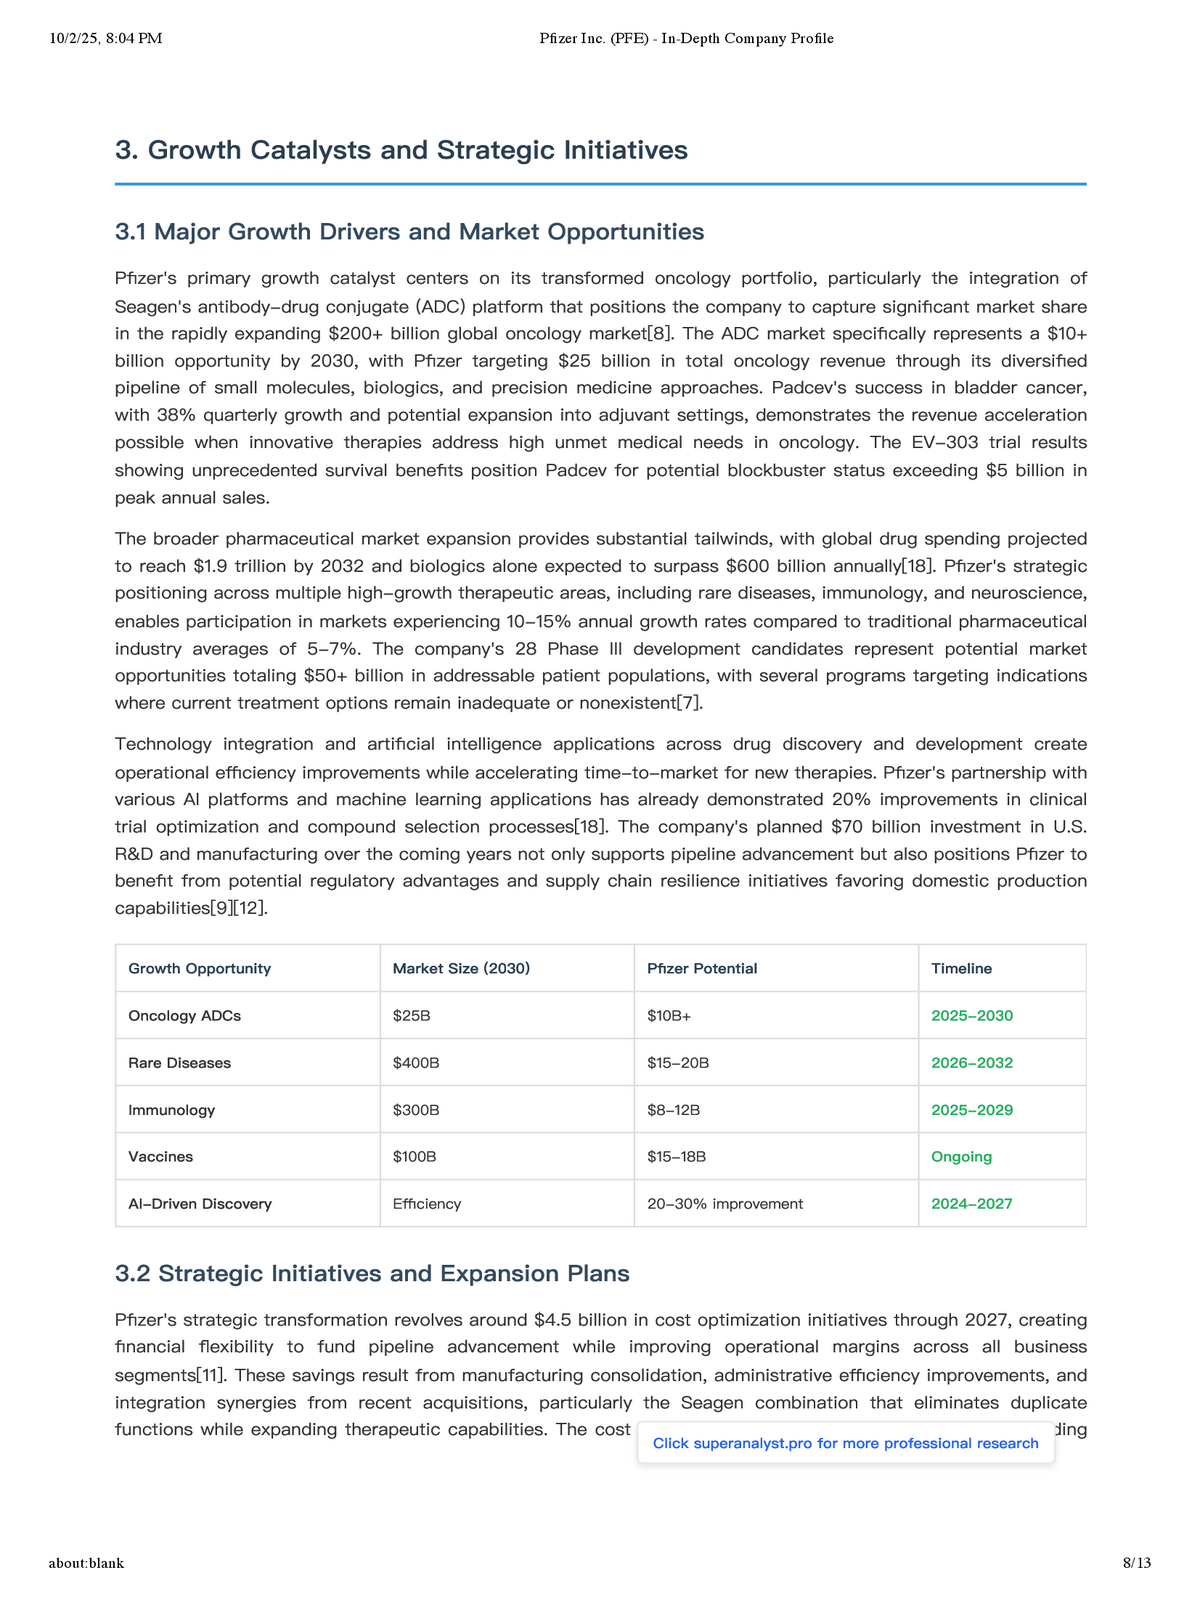 10/2/25, 8:04 PM
Pfizer Inc. (PFE) - In-Depth Company Profile
3. Growth Catalysts and Strategic Initiatives
3.1 Major Growth Drivers and Market Opportunities
Pfizer's primary growth catalyst centers on its transformed oncology portfolio, particularly the integration of
Seagen's antibody–drug conjugate (ADC) platform that positions the company to capture significant market share
in the rapidly expanding $200+ billion global oncology market[8]. The ADC market specifically represents a $10+
billion opportunity by 2030, with Pfizer targeting $25 billion in total oncology revenue through its diversified
pipeline of small molecules, biologics, and precision medicine approaches. Padcev's success in bladder cancer,
with 38% quarterly growth and potential expansion into adjuvant settings, demonstrates the revenue acceleration
possible when innovative therapies address high unmet medical needs in oncology. The EV–303 trial results
showing unprecedented survival benefits position Padcev for potential blockbuster status exceeding $5 billion in
peak annual sales.
The broader pharmaceutical market expansion provides substantial tailwinds, with global drug spending projected
to reach $1.9 trillion by 2032 and biologics alone expected to surpass $600 billion annually[18]. Pfizer's strategic
positioning across multiple high–growth therapeutic areas, including rare diseases, immunology, and neuroscience,
enables participation in markets experiencing 10–15% annual growth rates compared to traditional pharmaceutical
industry averages of 5–7%. The company's 28 Phase III development candidates represent potential market
opportunities totaling $50+ billion in addressable patient populations, with several programs targeting indications
where current treatment options remain inadequate or nonexistent[7].
Technology integration and artificial intelligence applications across drug discovery and development create
operational efficiency improvements while accelerating time–to–market for new therapies. Pfizer's partnership with
various AI platforms and machine learning applications has already demonstrated 20% improvements in clinical
trial optimization and compound selection processes[18]. The company's planned $70 billion investment in U.S.
R&D and manufacturing over the coming years not only supports pipeline advancement but also positions Pfizer to
benefit from potential regulatory advantages and supply chain resilience initiatives favoring domestic production
capabilities[9][12].
Growth Opportunity Market Size (2030) Pfizer Potential Timeline
Oncology ADCs $25B $10B+ 2025–2030
Rare Diseases $400B $15–20B 2026–2032
Immunology $300B $8–12B 2025–2029
Vaccines $100B $15–18B Ongoing
AI–Driven Discovery Efficiency 20–30% improvement 2024–2027
3.2 Strategic Initiatives and Expansion Plans
Pfizer's strategic transformation revolves around $4.5 billion in cost optimization initiatives through 2027, creating
financial flexibility to fund pipeline advancement while improving operational margins across all business
segments[11]. These savings result from manufacturing consolidation, administrative efficiency improvements, and
integration synergies from recent acquisitions, particularly the Seagen combination that eliminates duplicate
functions while expanding therapeutic capabilities. The cost
Click superanalyst.pro for more professional research
about:blank
8/13